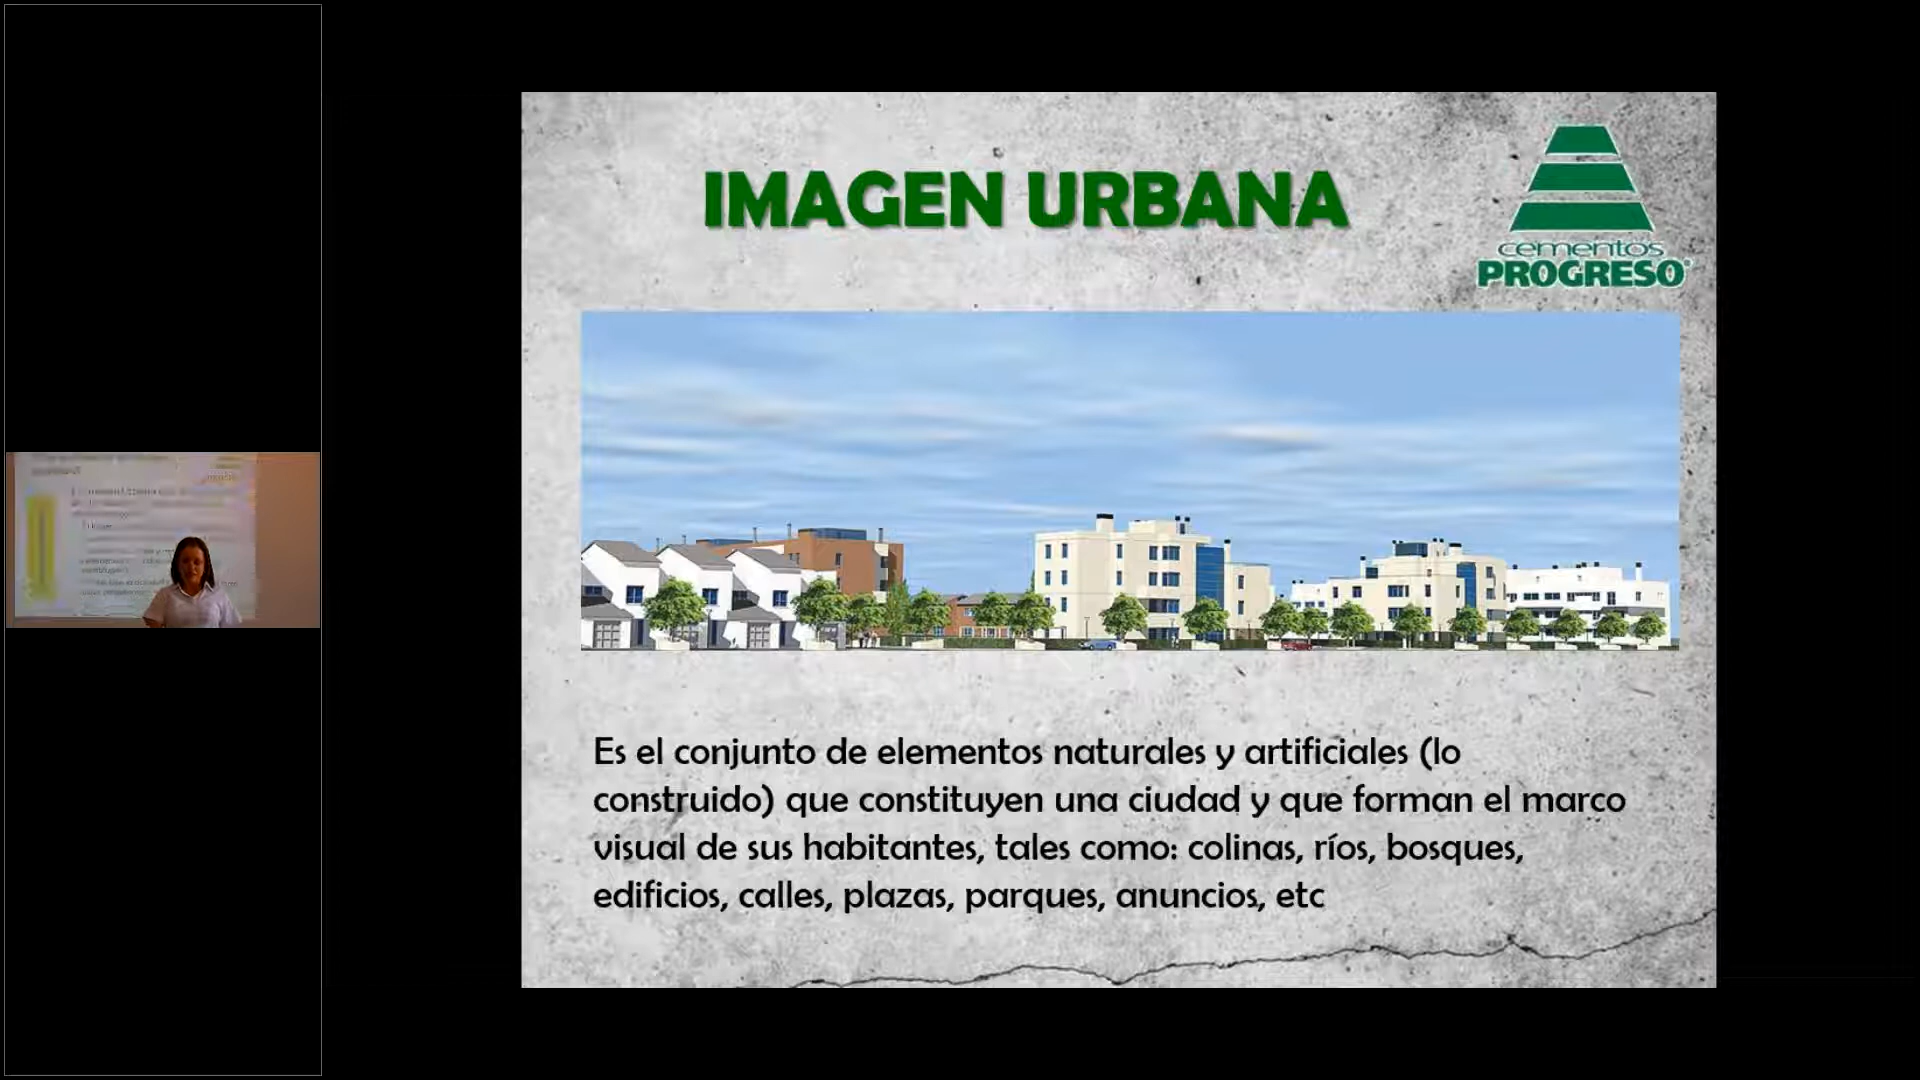 IMAGEN URBANA
cementos
PROGRESO
Es el conjunto de elementos naturales y artificiales (lo
construido) que constituyen una ciudad y que forman el marco
visual de sus habitantes, tales como: colinas, ríos, bosques,
edificios, calles, plazas, parques, anuncios, etc